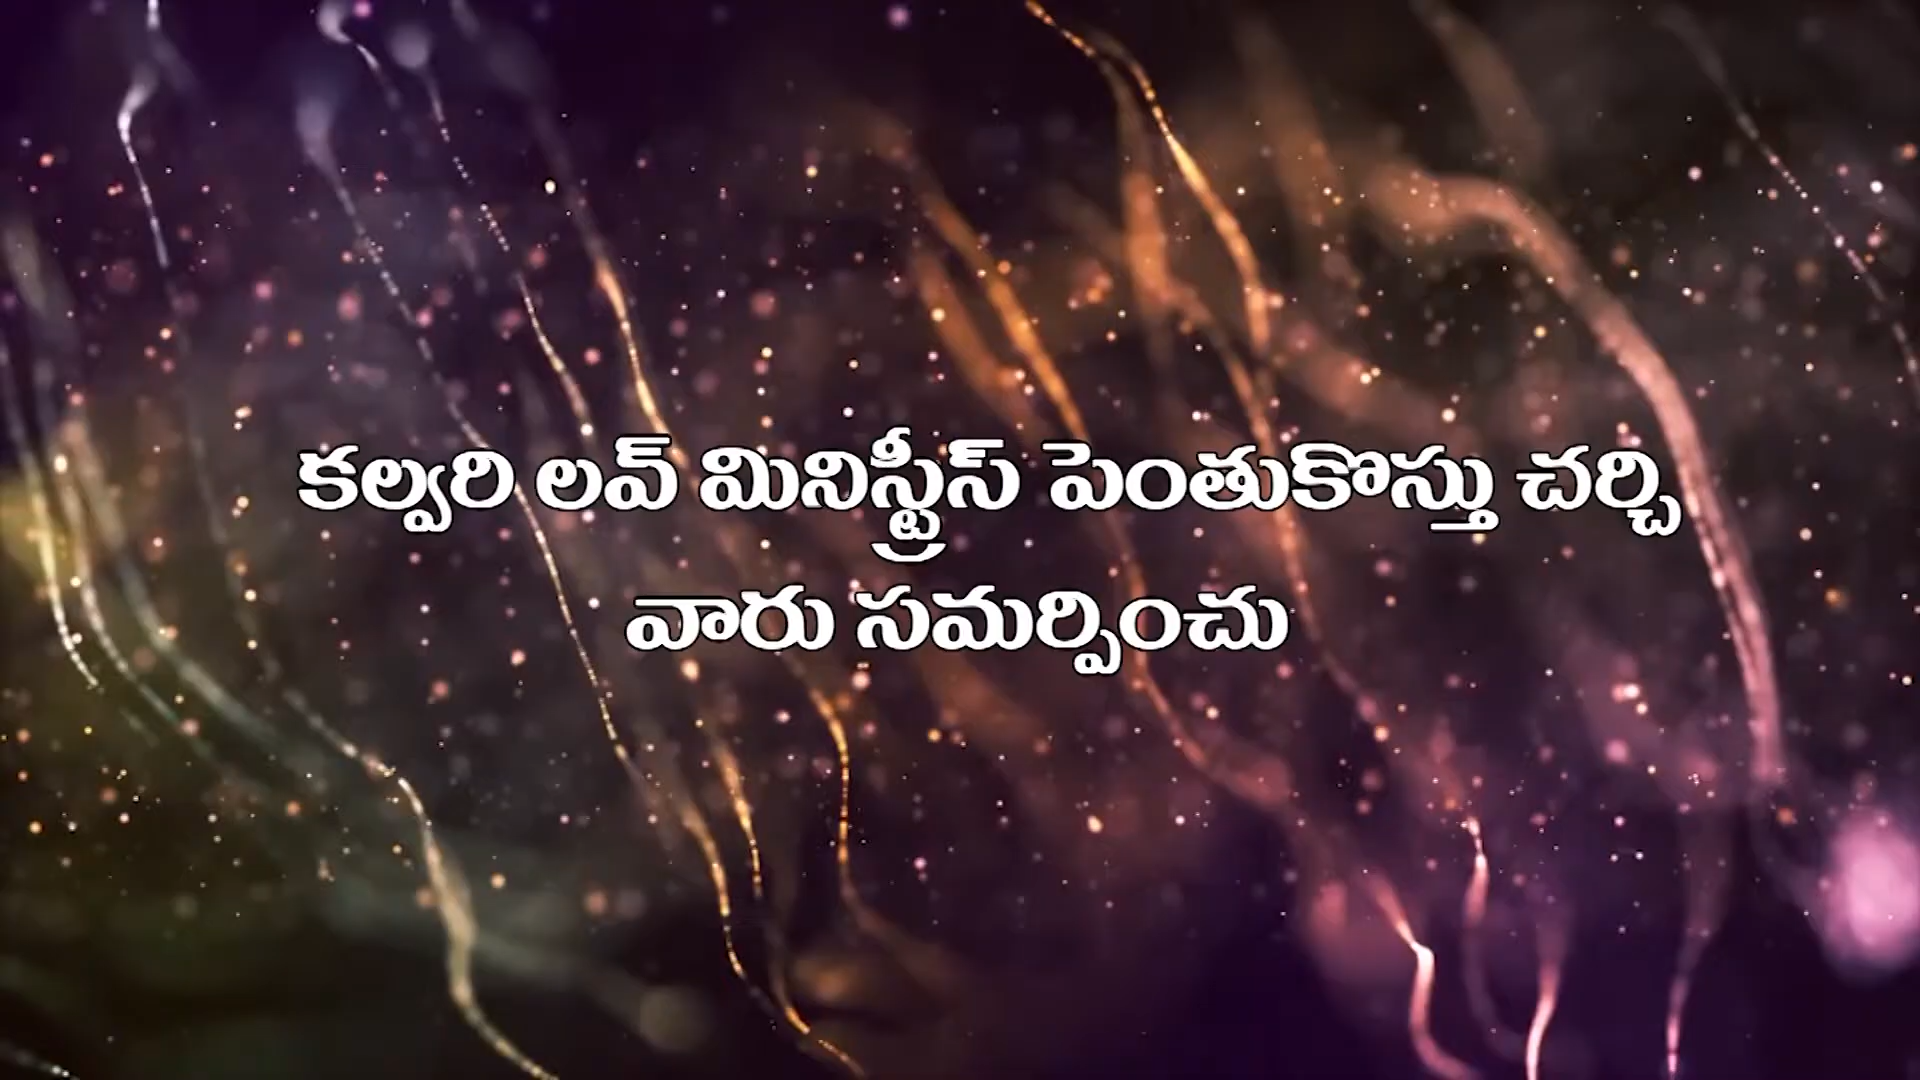 కల్వరి లవ్ మినిస్ట్రీస్ పెంతుకొస్తు చర్చి
వారు సమర్పించు